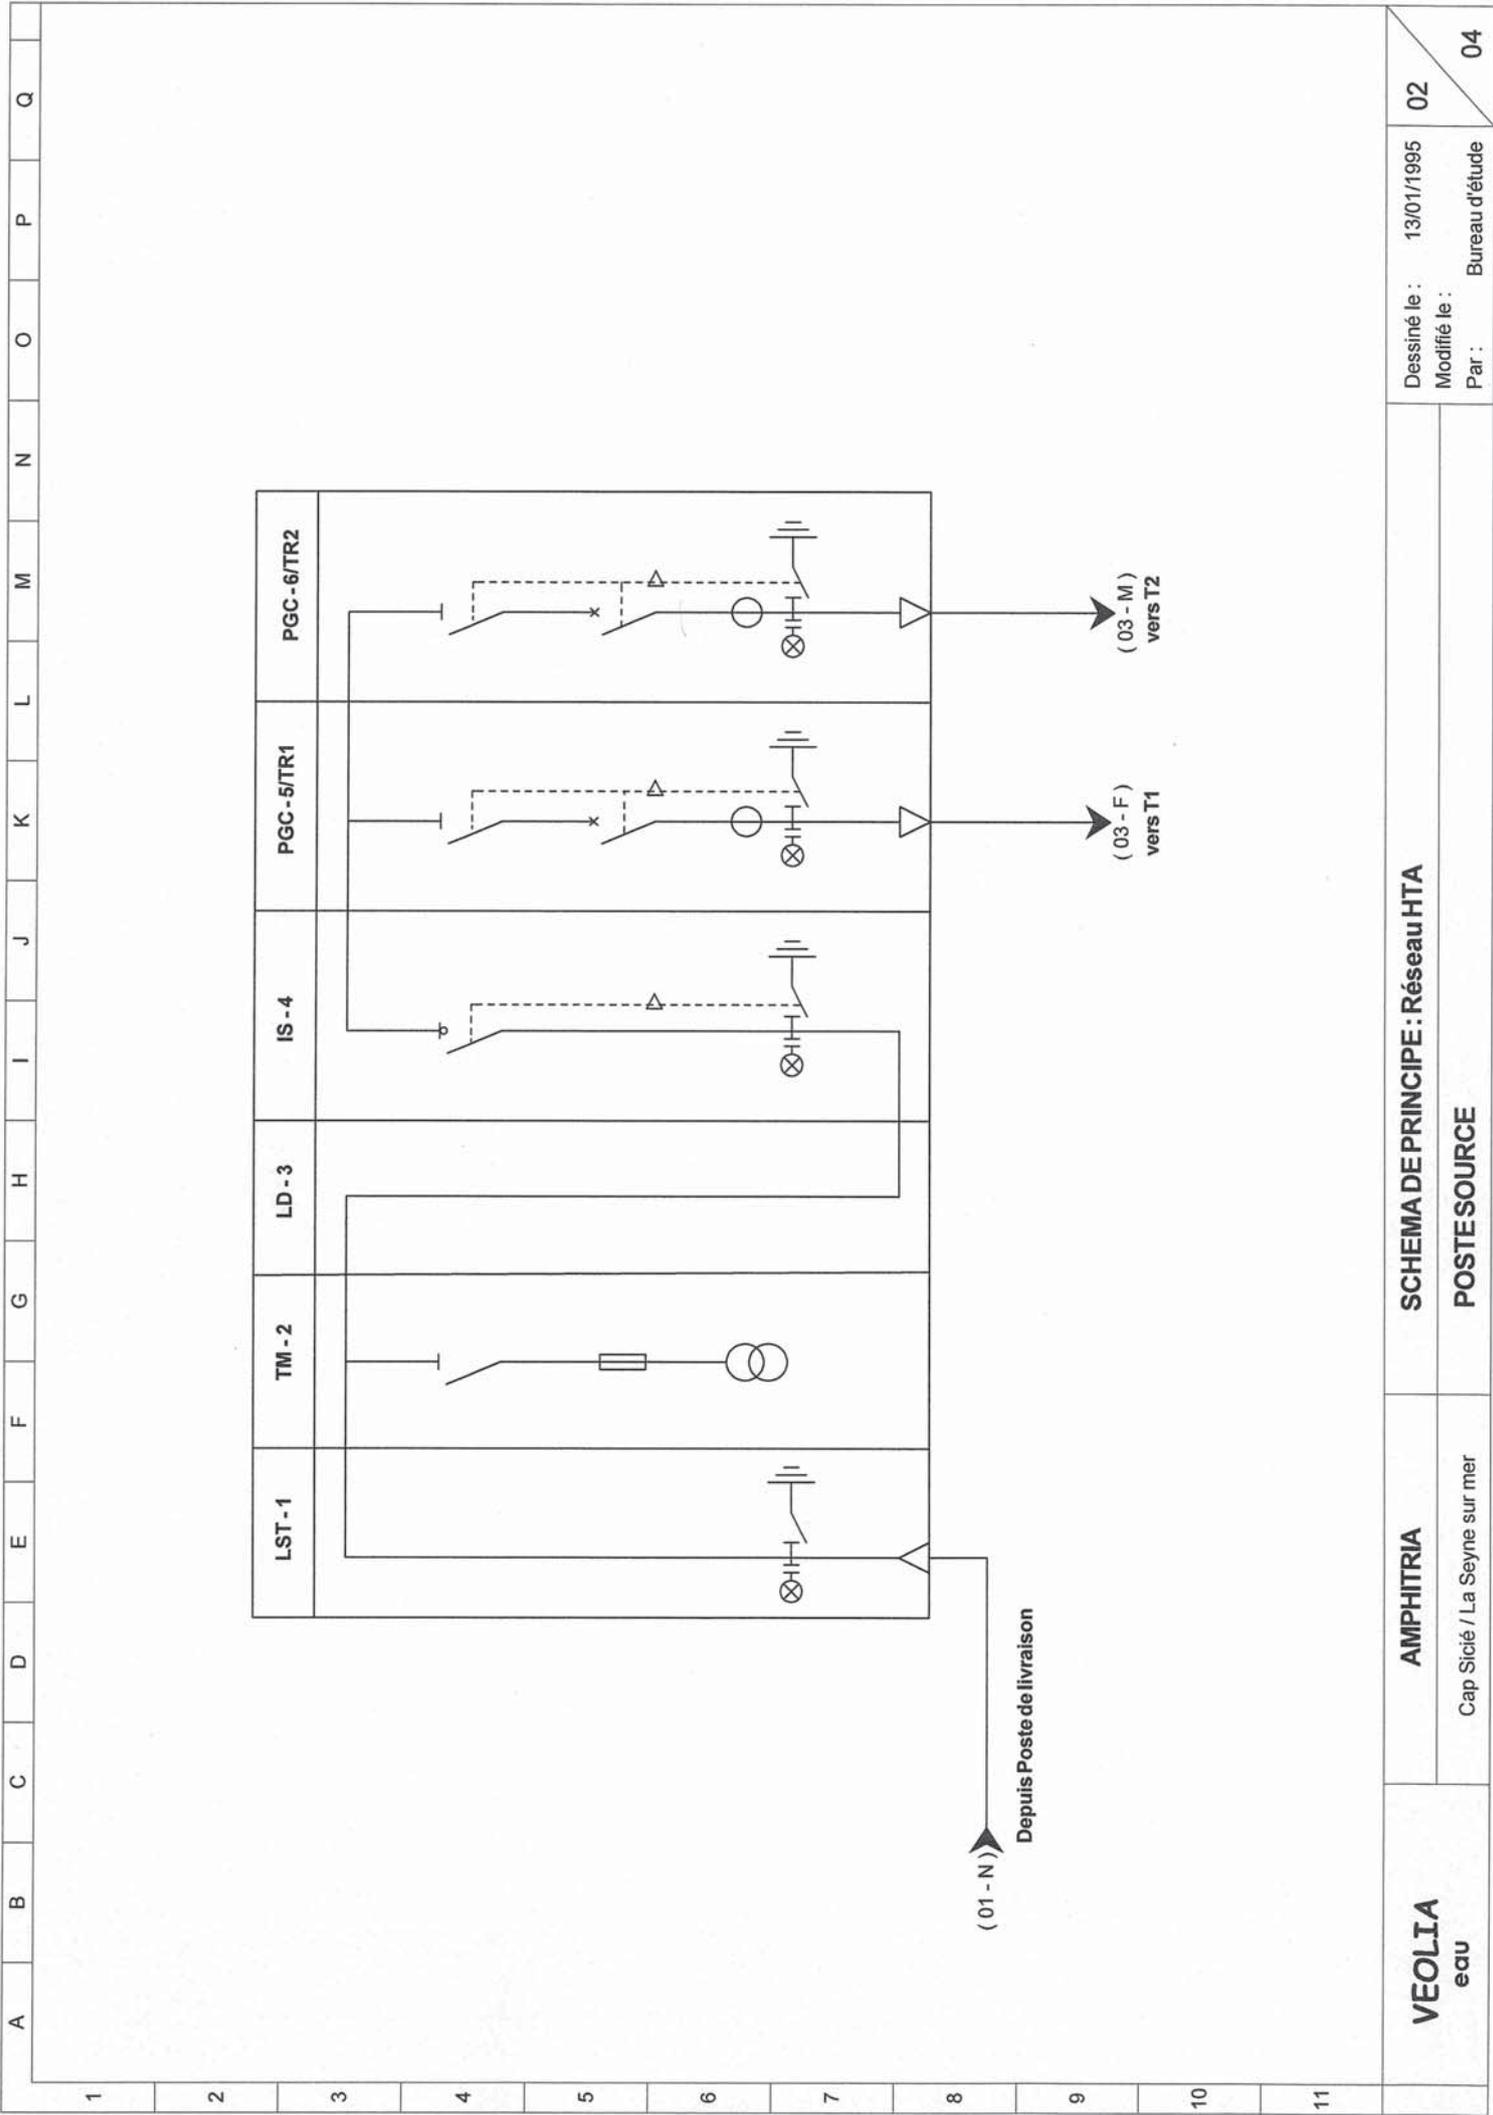 A B C D E F G H I J K L M N O P Q
1
2
3
4
5
6
7
8
9
10
11
LST - 1
TM - 2
LD - 3
IS - 4
PGC - 5/TR1
PGC - 6/TR2
( 01 - N )
Depuis Poste de livraison
( 03 - F )
vers T1
( 03 - M )
vers T2
VEOLIA
eau
AMPHITRIA
Cap Sicié / La Seyne sur mer
SCHEMA DE PRINCIPE : Réseau HTA
POSTE SOURCE
Dessiné le : 13/01/1995
Modifié le :
Par : Bureau d'étude
02
04